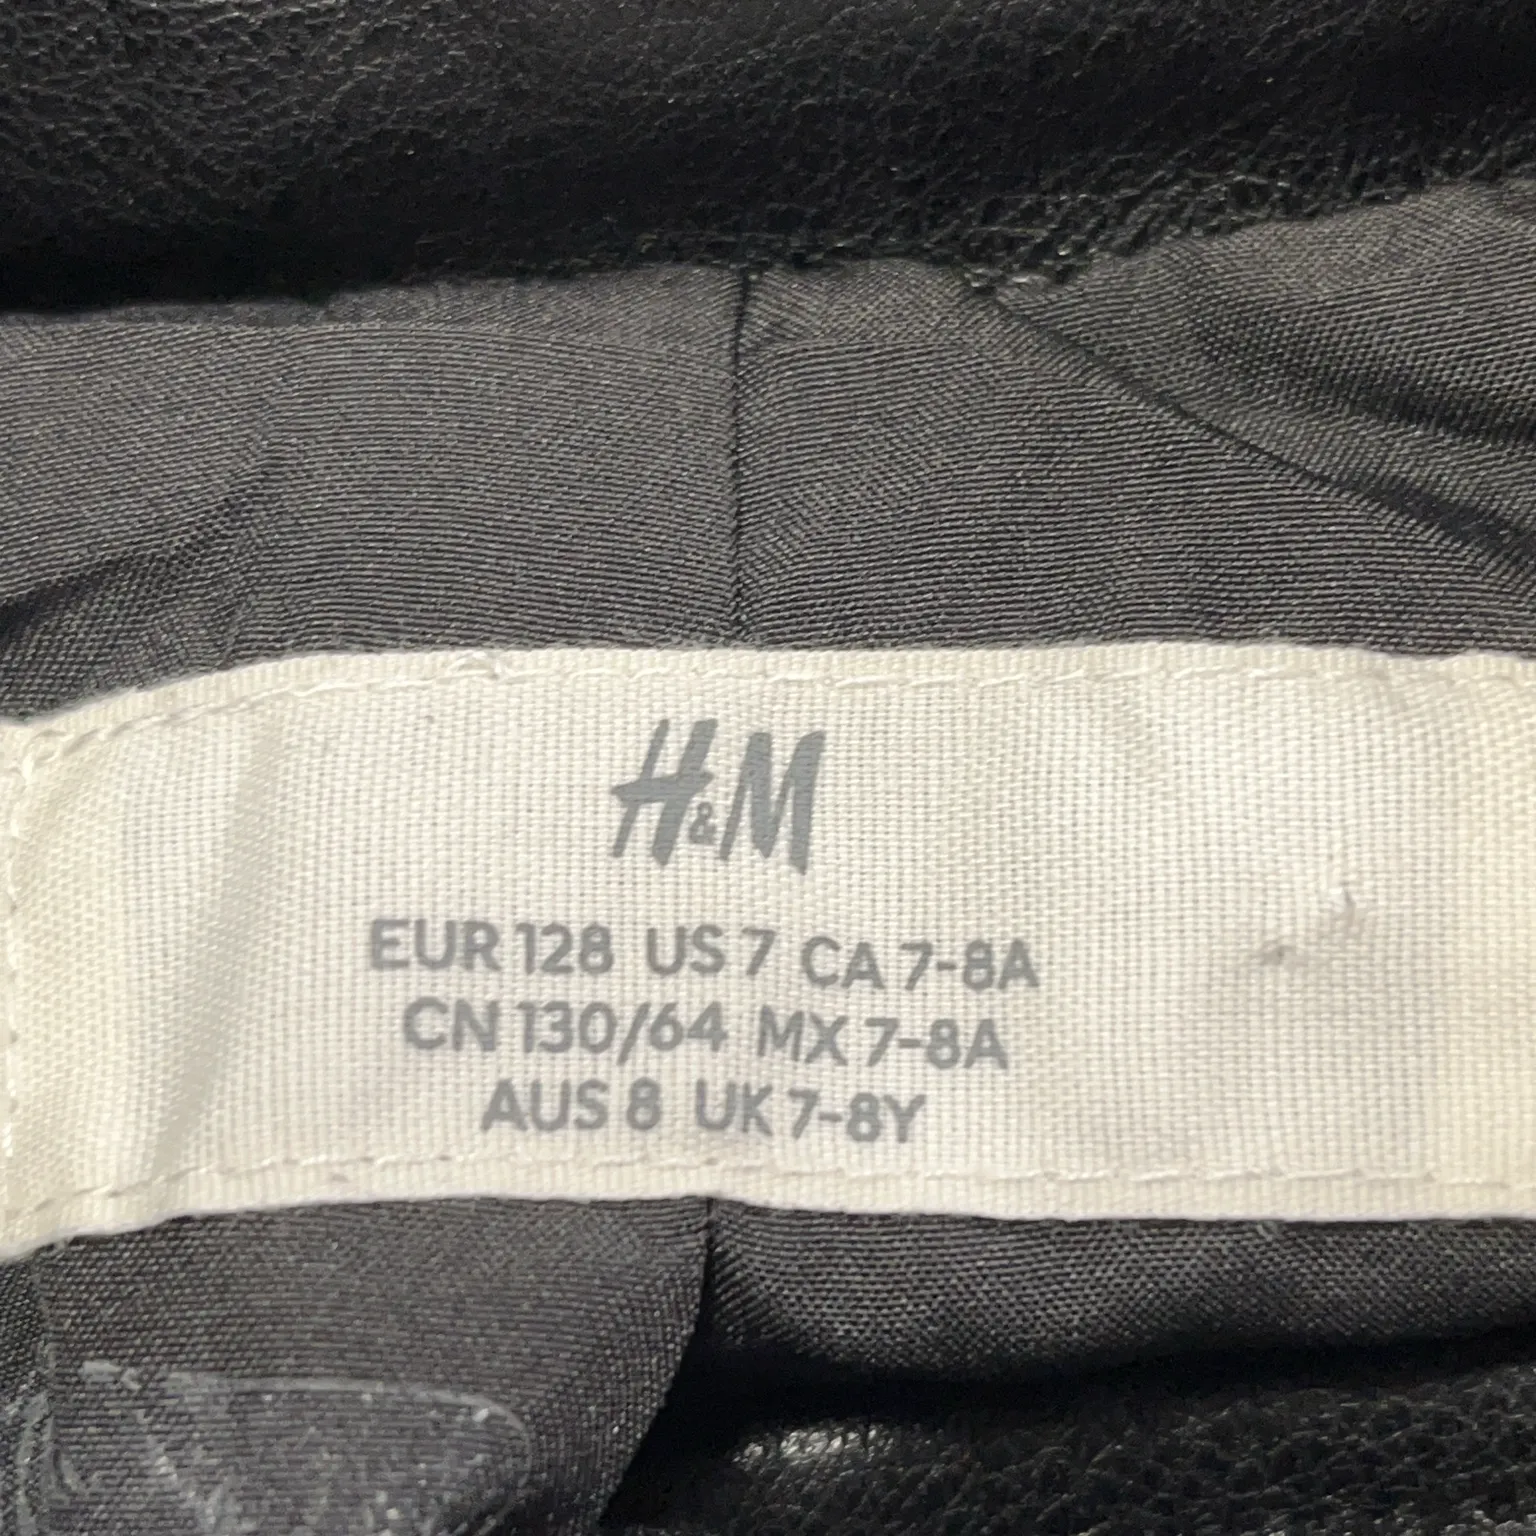 H&M
EUR 128 US 7 CA 7-8A
CN 130/64 MX 7-8A
AUS 8 UK 7-8Y